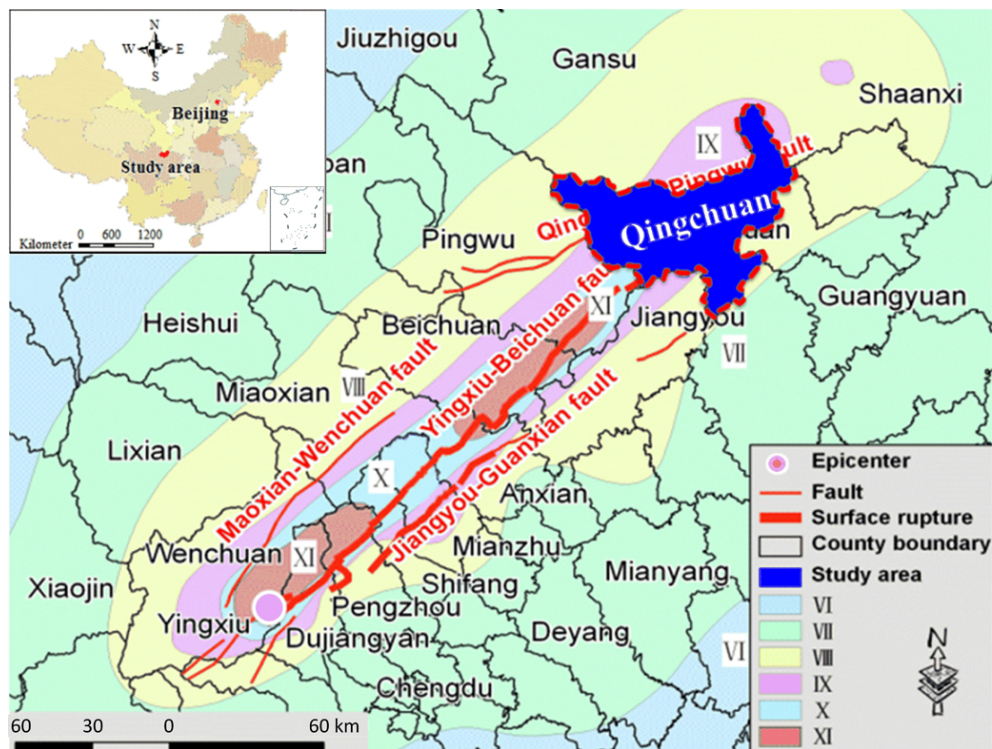 N
W E
S
Beijing
Study area
0 600 1200
Kilometer
Jiuzhigou
Gansu
Shaanxi
IX
Pingwu
Qingchuan
Guangyuan
Heishui
Beichuan
XI
Jiangyou
VII
Miaoxian
VIII
Maoxian-Wenchuan fault
Yingxiu-Beichuan fau
Jiangyou-Guanxian fault
Lixian
X
Anxian
Wenchuan
XI
Mianzhu
Xiaojin
Shifang
Mianyang
Yingxiu
Pengzhou
Dujiangyan
Deyang
VI
Chengdu
60 30 0 60 km
Epicenter
Fault
Surface rupture
County boundary
Study area
VI
VII
VIII
IX
X
XI
N